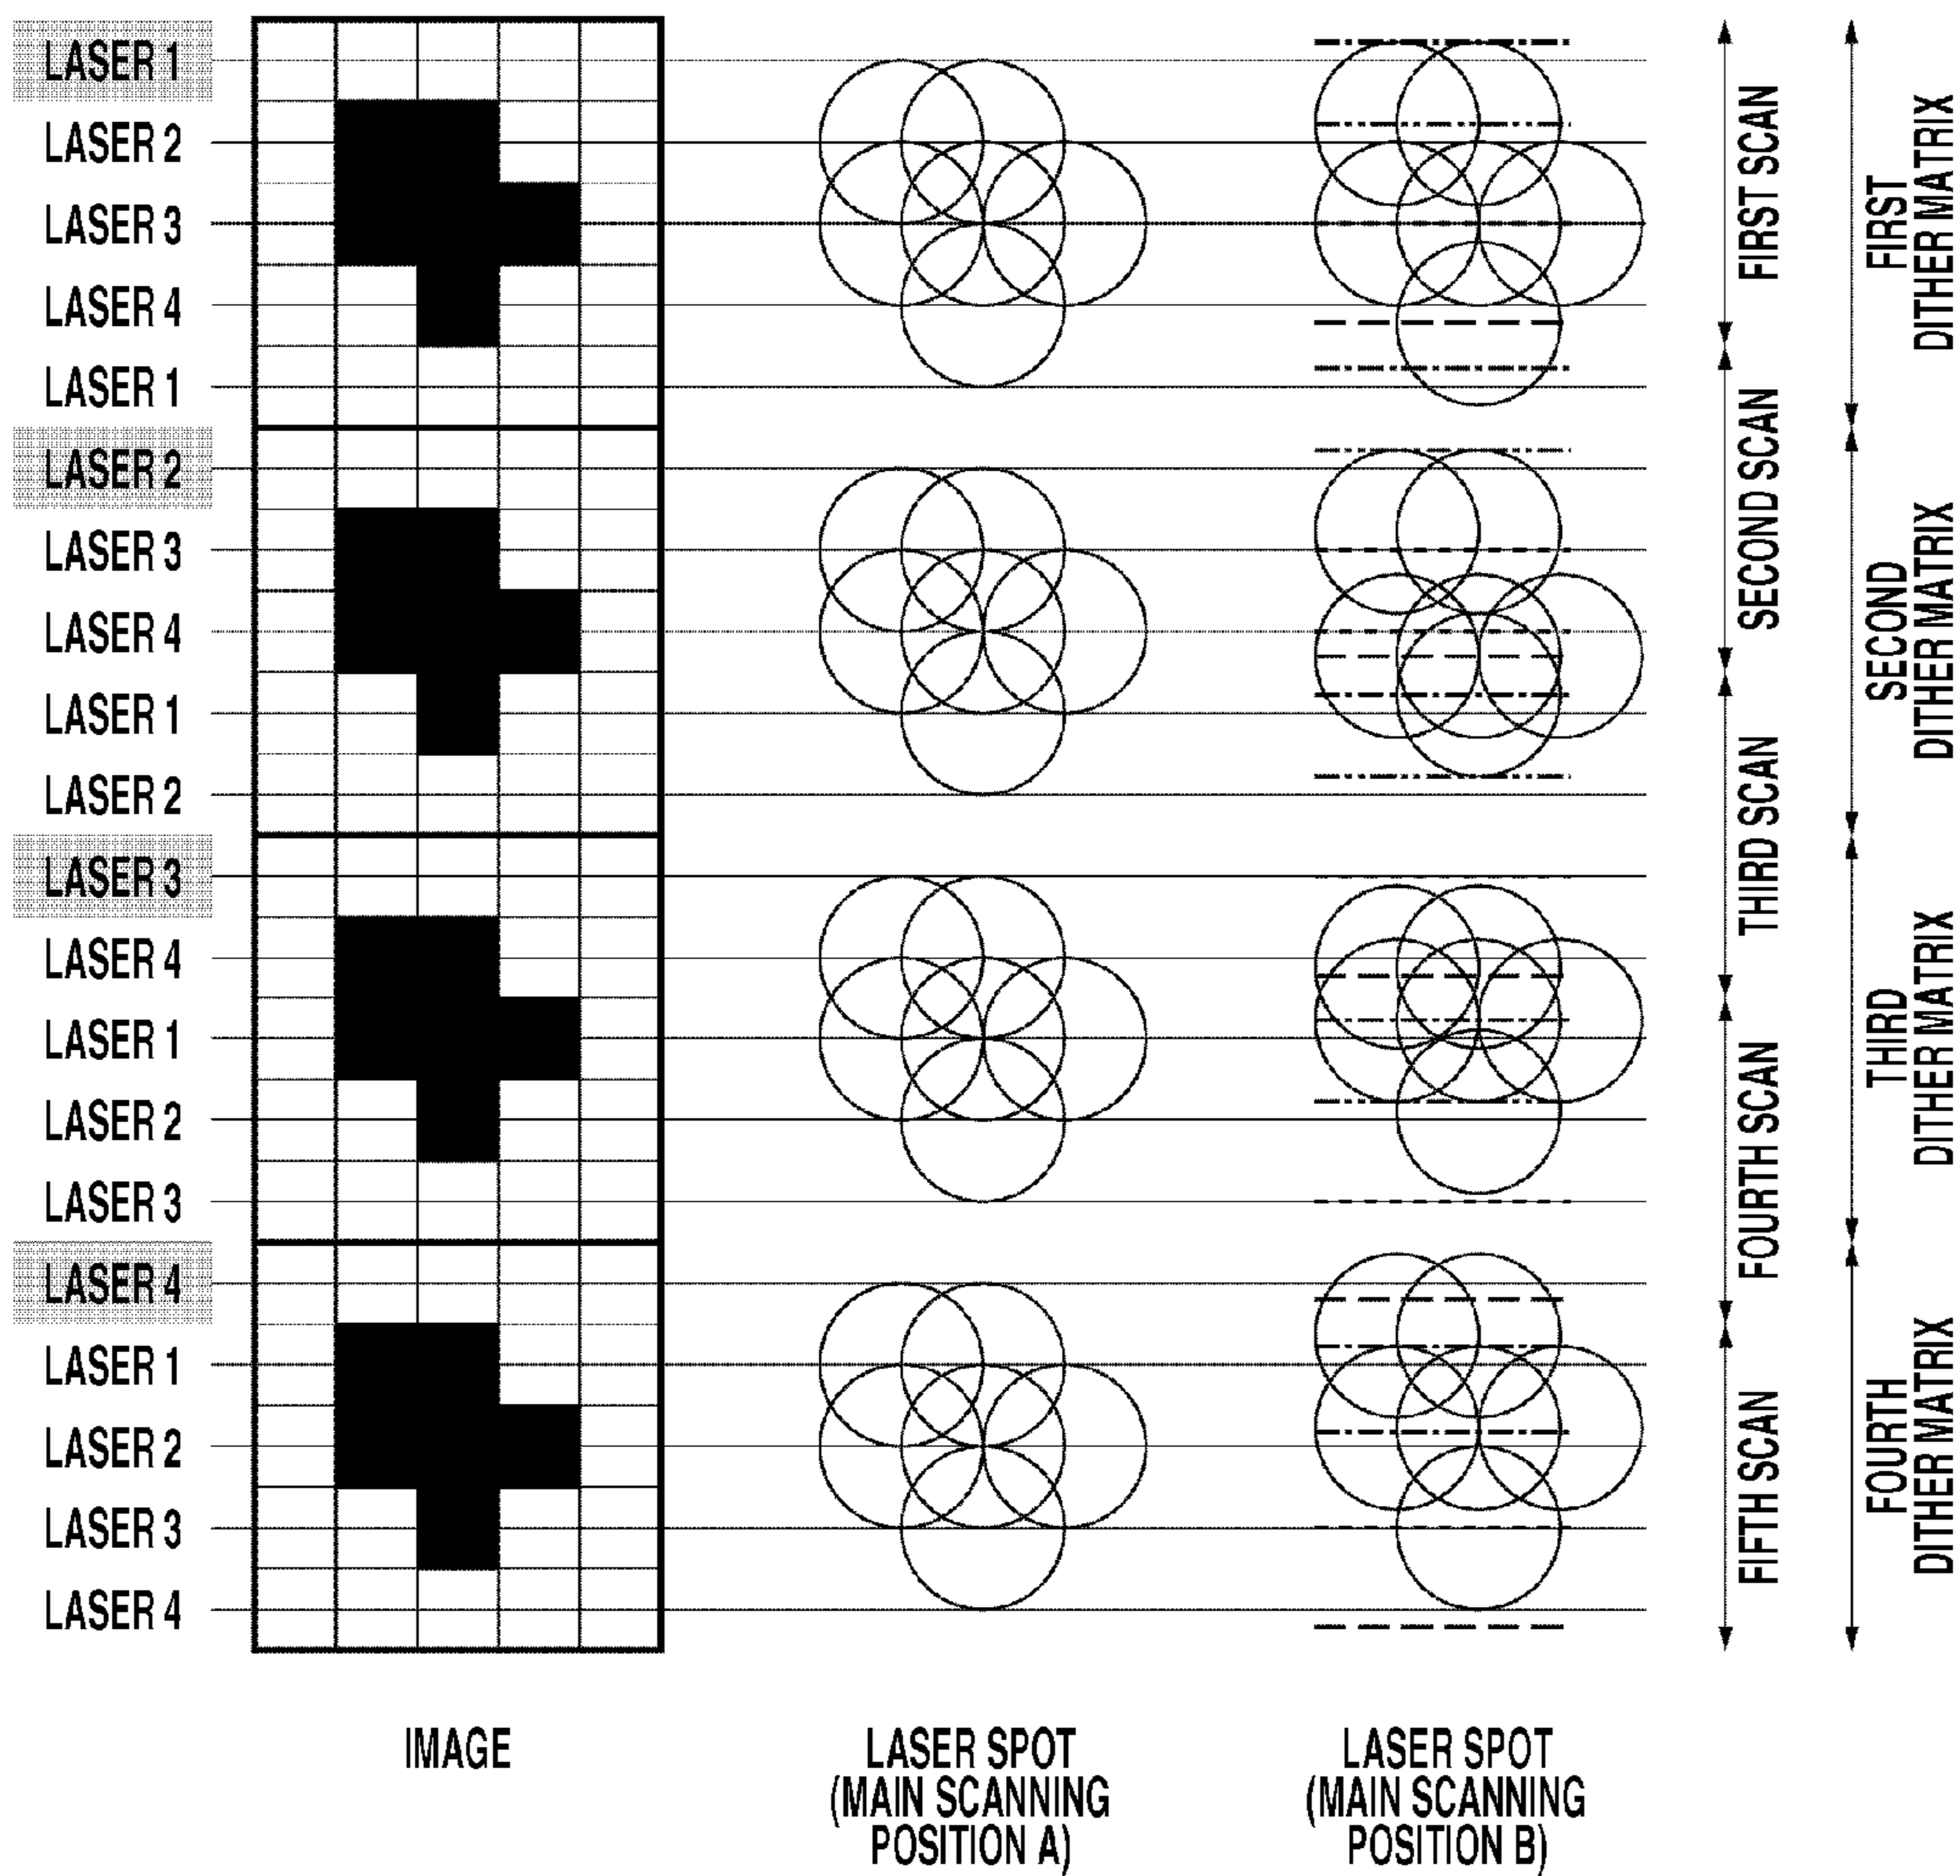 LASER 1
LASER 2
LASER 3
LASER 4
LASER 1
LASER 2
LASER 3
LASER 4
LASER 1
LASER 2
LASER 3
LASER 4
LASER 1
LASER 2
LASER 3
LASER 4
LASER 1
LASER 2
LASER 3
LASER 4
IMAGE
LASER SPOT
(MAIN SCANNING
POSITION A)
LASER SPOT
(MAIN SCANNING
POSITION B)
FIRST SCAN
SECOND SCAN
THIRD SCAN
FOURTH SCAN
FIFTH SCAN
FIRST
DITHER MATRIX
SECOND
DITHER MATRIX
THIRD
DITHER MATRIX
FOURTH
DITHER MATRIX